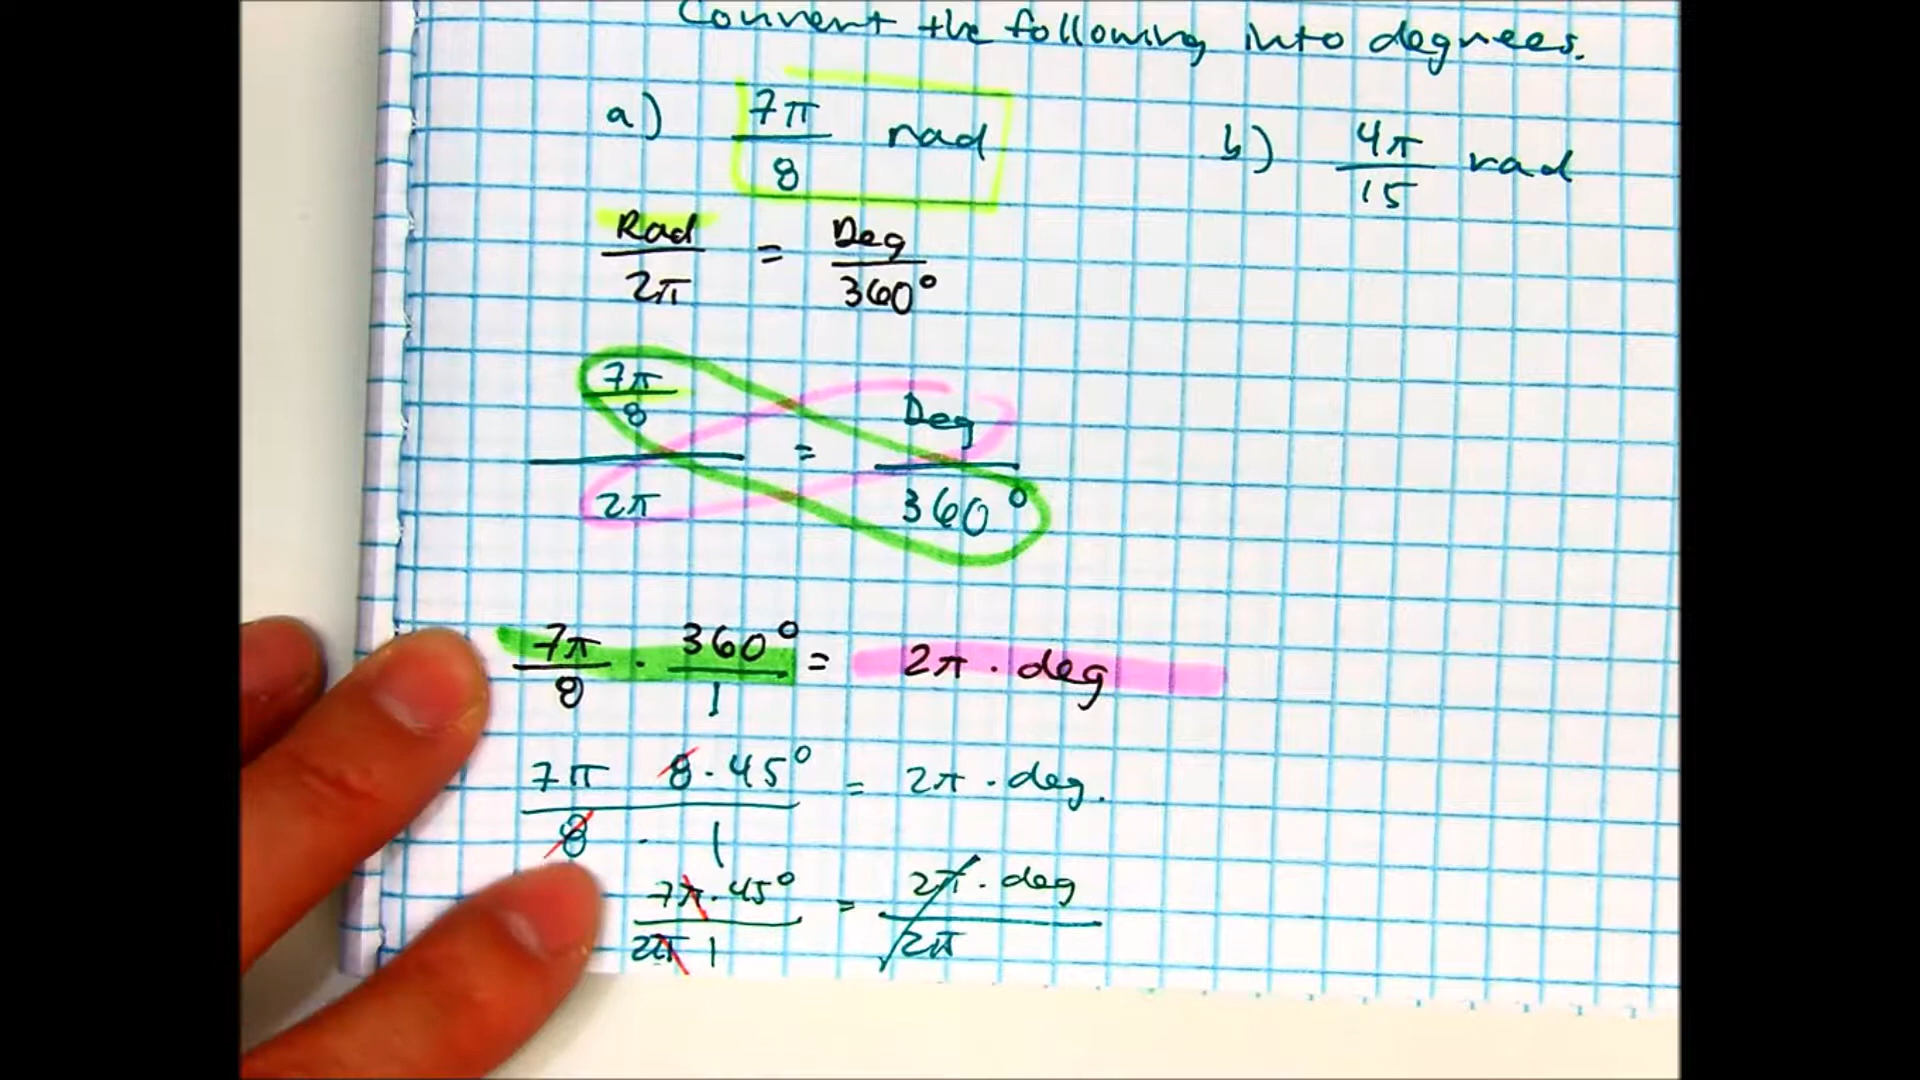 Convert the following into degrees.
a) 7π/8 rad
b) 4π/15 rad
Rad/2π = Deg/360°
(7π/8)/2π = Deg/360°
7π/8 · 360°/1 = 2π · deg
7π 8 · 45°/8 · 1 = 2π · deg.
7π · 45°/2π 1 = 2π · deg/2π